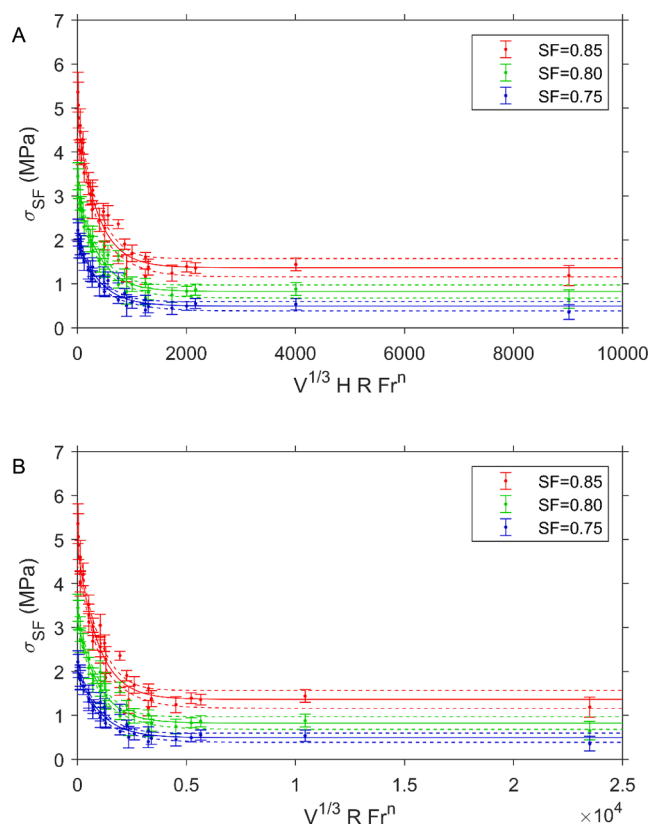 A
7
6
5
4
3
2
1
0
σSF (MPa)
SF=0.85
SF=0.80
SF=0.75
0 2000 4000 6000 8000 10000
V1/3 H R Frn
B
7
6
5
4
3
2
1
0
σSF (MPa)
SF=0.85
SF=0.80
SF=0.75
0 0.5 1 1.5 2 2.5
V1/3 R Frn
×104